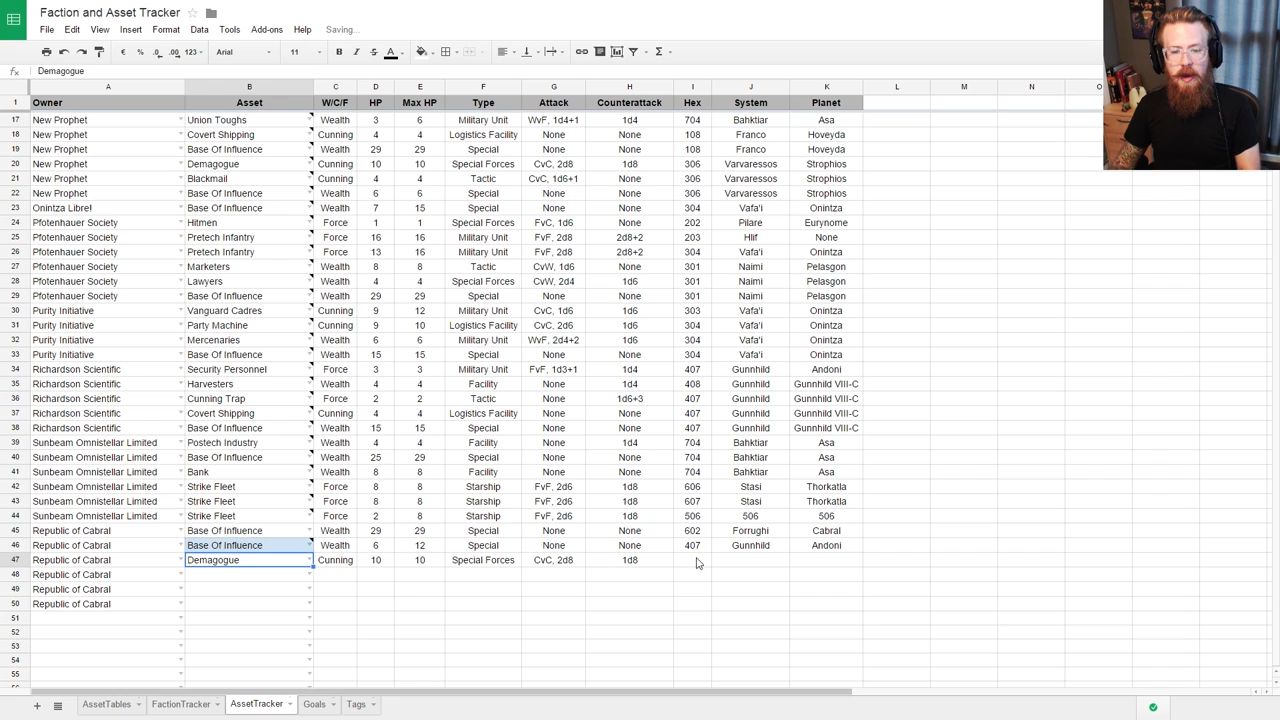 Faction and Asset Tracker
File Edit View Insert Format Data Tools Add-ons Help Saving...
€ % .0 .00 123 Arial 11 B I S A Σ
fx Demagogue
A B C D E F G H I J K L M N O
1 Owner Asset W/C/F HP Max HP Type Attack Counterattack Hex System Planet
17 New Prophet Union Toughs Wealth 3 6 Military Unit WvF, 1d4+1 1d4 704 Bahktiar Asa
18 New Prophet Covert Shipping Cunning 4 4 Logistics Facility None None 108 Franco Hoveyda
19 New Prophet Base Of Influence Wealth 29 29 Special None None 108 Franco Hoveyda
20 New Prophet Demagogue Cunning 10 10 Special Forces CvC, 2d8 1d8 306 Varvaressos Strophios
21 New Prophet Blackmail Cunning 4 4 Tactic CvC, 1d6+1 None 306 Varvaressos Strophios
22 New Prophet Base Of Influence Wealth 6 6 Special None None 306 Varvaressos Strophios
23 Onintza Libre! Base Of Influence Wealth 7 15 Special None None 304 Vafa'i Onintza
24 Pfotenhauer Society Hitmen Force 1 1 Special Forces FvC, 1d6 None 202 Pilare Eurynome
25 Pfotenhauer Society Pretech Infantry Force 16 16 Military Unit FvF, 2d8 2d8+2 203 Hlif None
26 Pfotenhauer Society Pretech Infantry Force 13 16 Military Unit FvF, 2d8 2d8+2 304 Vafa'i Onintza
27 Pfotenhauer Society Marketers Wealth 8 8 Tactic CvW, 1d6 None 301 Naimi Pelasgon
28 Pfotenhauer Society Lawyers Wealth 4 4 Special Forces CvW, 2d4 1d6 301 Naimi Pelasgon
29 Pfotenhauer Society Base Of Influence Wealth 29 29 Special None None 301 Naimi Pelasgon
30 Purity Initiative Vanguard Cadres Cunning 9 12 Military Unit CvC, 1d6 1d6 303 Vafa'i Onintza
31 Purity Initiative Party Machine Cunning 9 10 Logistics Facility CvC, 2d6 1d6 304 Vafa'i Onintza
32 Purity Initiative Mercenaries Wealth 6 6 Military Unit WvF, 2d4+2 1d6 304 Vafa'i Onintza
33 Purity Initiative Base Of Influence Wealth 15 15 Special None None 304 Vafa'i Onintza
34 Richardson Scientific Security Personnel Force 3 3 Military Unit FvF, 1d3+1 1d4 407 Gunnhild Andoni
35 Richardson Scientific Harvesters Wealth 4 4 Facility None 1d4 408 Gunnhild Gunnhild VIII-C
36 Richardson Scientific Cunning Trap Force 2 2 Tactic None 1d6+3 407 Gunnhild Gunnhild VIII-C
37 Richardson Scientific Covert Shipping Cunning 4 4 Logistics Facility None None 407 Gunnhild Gunnhild VIII-C
38 Richardson Scientific Base Of Influence Wealth 15 15 Special None None 407 Gunnhild Gunnhild VIII-C
39 Sunbeam Omnistellar Limited Postech Industry Wealth 4 4 Facility None 1d4 704 Bahktiar Asa
40 Sunbeam Omnistellar Limited Base Of Influence Wealth 25 29 Special None None 704 Bahktiar Asa
41 Sunbeam Omnistellar Limited Bank Wealth 8 8 Facility None None 704 Bahktiar Asa
42 Sunbeam Omnistellar Limited Strike Fleet Force 8 8 Starship FvF, 2d6 1d8 606 Stasi Thorkatla
43 Sunbeam Omnistellar Limited Strike Fleet Force 8 8 Starship FvF, 2d6 1d8 607 Stasi Thorkatla
44 Sunbeam Omnistellar Limited Strike Fleet Force 2 8 Starship FvF, 2d6 1d8 506 506 506
45 Republic of Cabral Base Of Influence Wealth 29 29 Special None None 602 Forrughi Cabral
46 Republic of Cabral Base Of Influence Wealth 6 12 Special None None 407 Gunnhild Andoni
47 Republic of Cabral Demagogue Cunning 10 10 Special Forces CvC, 2d8 1d8
48 Republic of Cabral
49 Republic of Cabral
50 Republic of Cabral
51
52
53
54
55
AssetTables FactionTracker AssetTracker Goals Tags